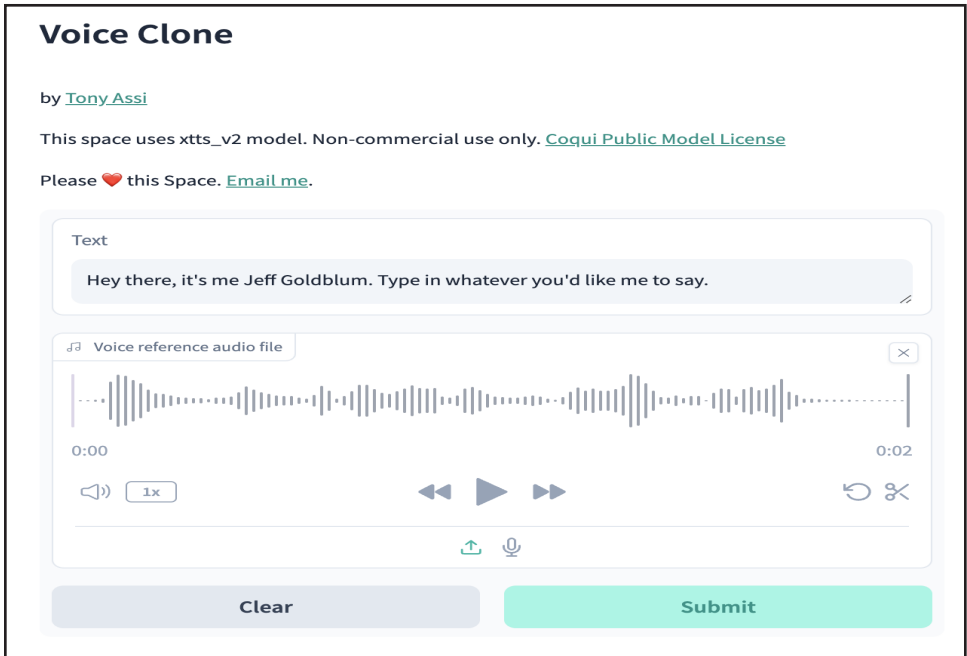 Voice Clone
by Tony Assi
This space uses xtts_v2 model. Non-commercial use only. Coqui Public Model License
Please ❤️ this Space. Email me.
Text
Hey there, it's me Jeff Goldblum. Type in whatever you'd like me to say.
Voice reference audio file
0:00 0:02
1x
Clear Submit